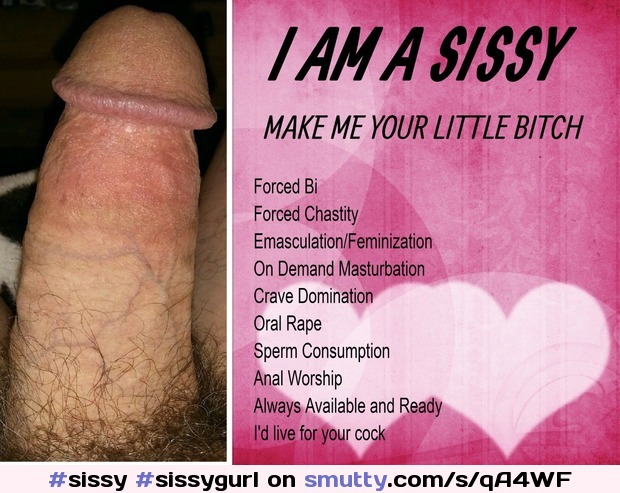 I AM A SISSY
MAKE ME YOUR LITTLE BITCH
Forced Bi
Forced Chastity
Emasculation/Feminization
On Demand Masturbation
Crave Domination
Oral Rape
Sperm Consumption
Anal Worship
Always Available and Ready
I'd live for your cock
#sissy #sissygurl on smutty.com/s/qA4WF